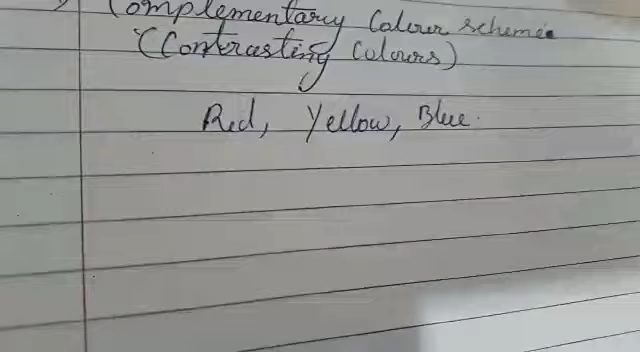 Complementary Colour scheme
(Contrasting Colours)
Red, Yellow, Blue.